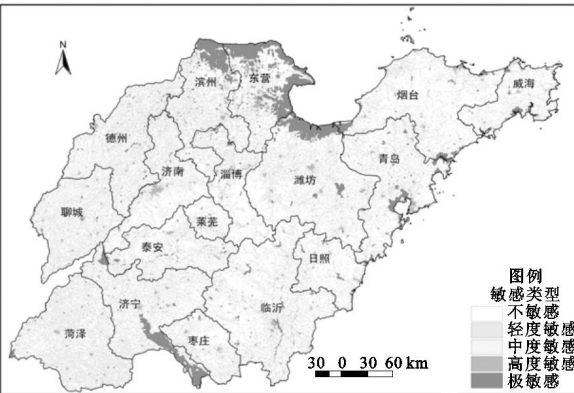 N
滨州
东营
烟台
威海
德州
济南
淄博
潍坊
青岛
聊城
莱芜
泰安
日照
济宁
临沂
菏泽
枣庄
30 0 30 60 km
图例
敏感类型
不敏感
轻度敏感
中度敏感
高度敏感
极敏感